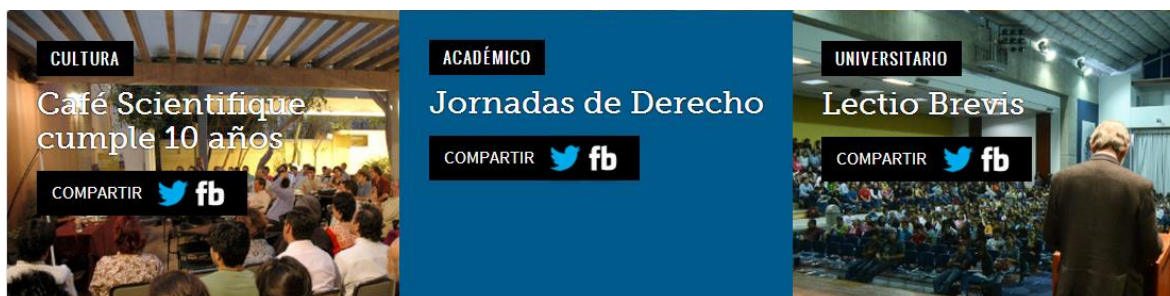 CULTURA
Café Scientifique
cumple 10 años
COMPARTIR fb
ACADÉMICO
Jornadas de Derecho
COMPARTIR fb
UNIVERSITARIO
Lectio Brevis
COMPARTIR fb